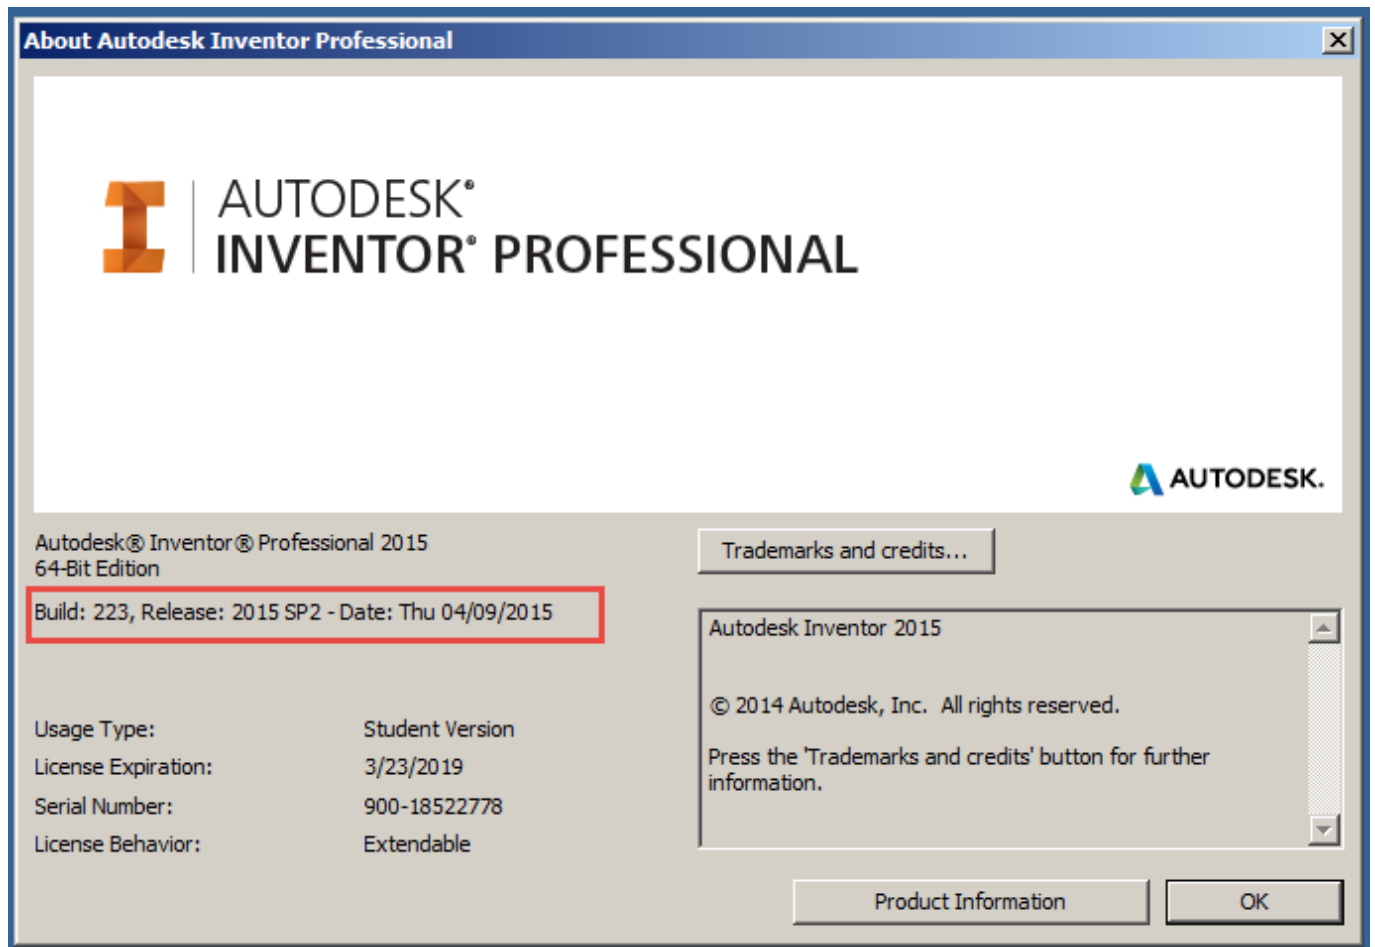 About Autodesk Inventor Professional
AUTODESK®
INVENTOR® PROFESSIONAL
AUTODESK.
Autodesk® Inventor® Professional 2015
64-Bit Edition
Build: 223, Release: 2015 SP2 - Date: Thu 04/09/2015
Usage Type: Student Version
License Expiration: 3/23/2019
Serial Number: 900-18522778
License Behavior: Extendable
Trademarks and credits...
Autodesk Inventor 2015
© 2014 Autodesk, Inc. All rights reserved.
Press the 'Trademarks and credits' button for further
information.
Product Information
OK